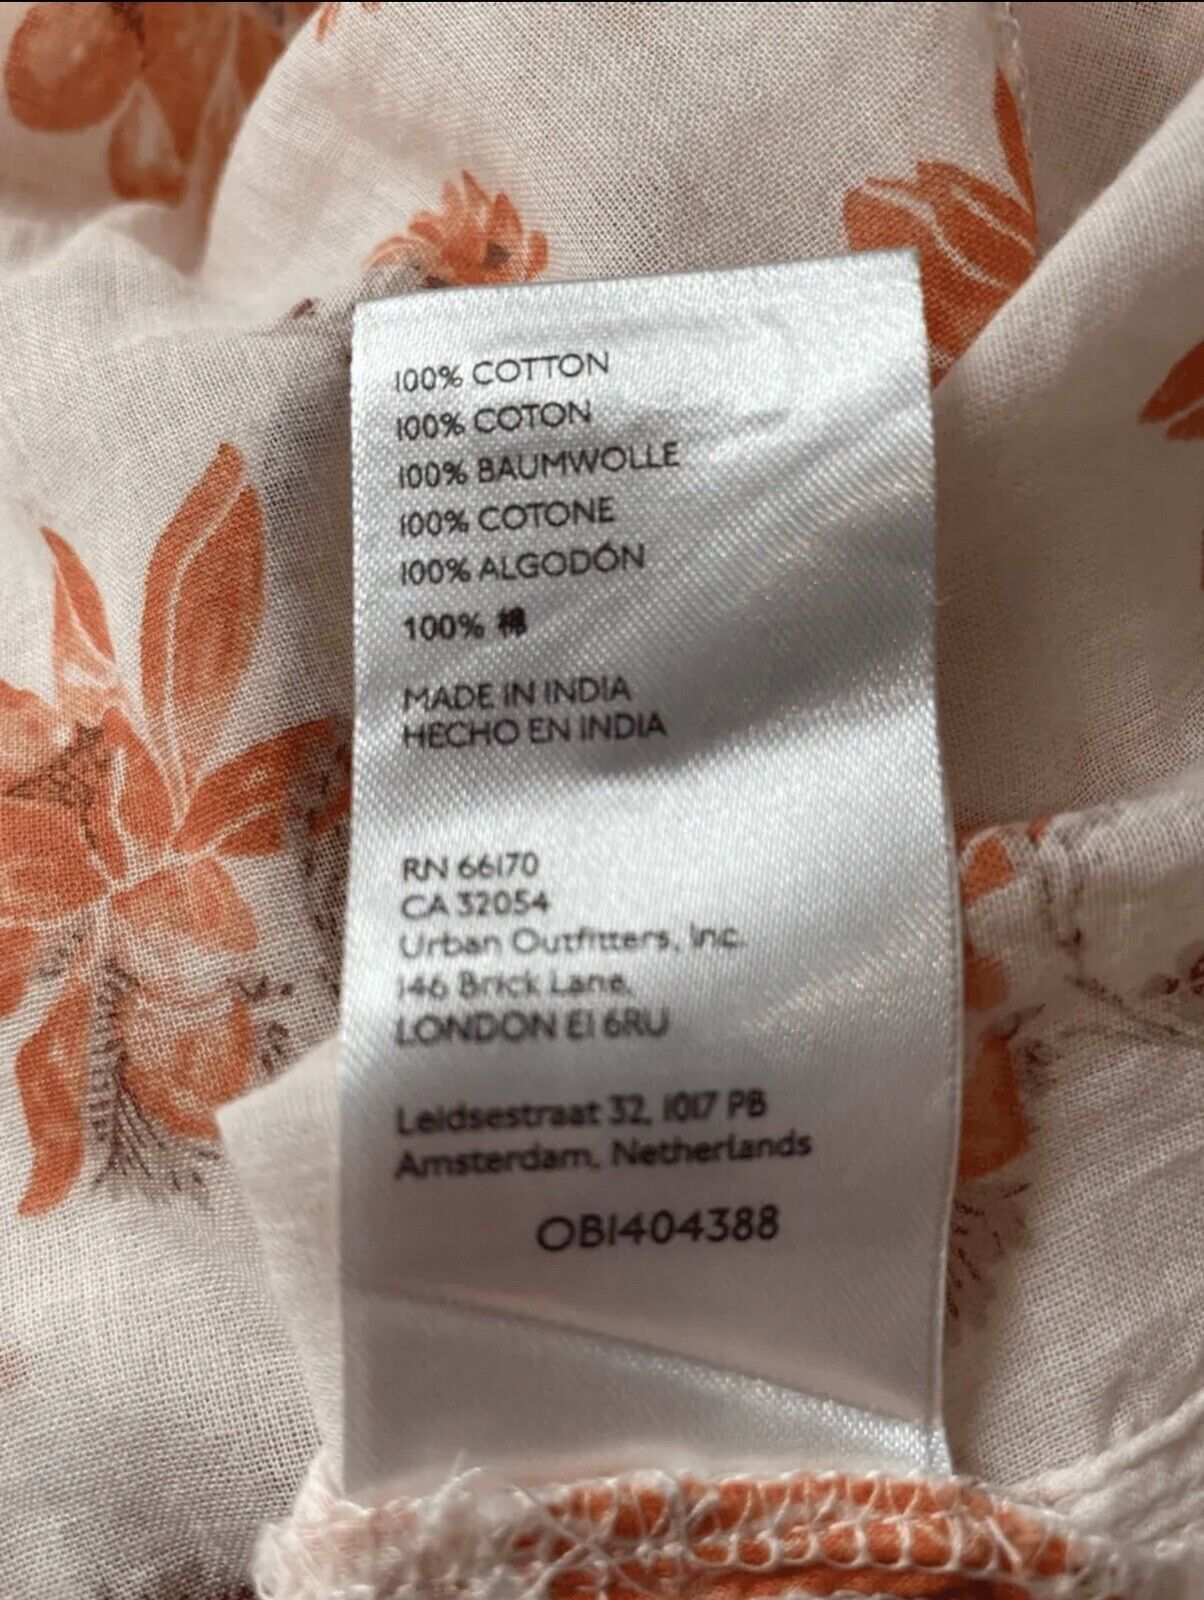 100% COTTON
100% COTON
100% BAUMWOLLE
100% COTONE
100% ALGODÓN
100% 棉
MADE IN INDIA
HECHO EN INDIA
RN 66170
CA 32054
Urban Outfitters, Inc.
146 Brick Lane,
LONDON E1 6RU
Leidsestraat 32, 1017 PB
Amsterdam, Netherlands
OB1404388